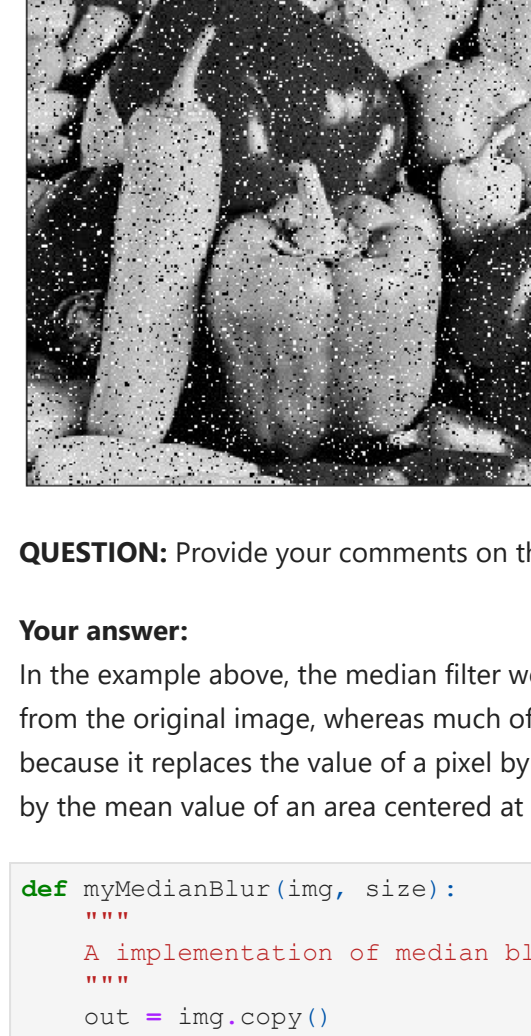 QUESTION: Provide your comments on
Your answer:
In the example above, the median filter
from the original image, whereas much of
because it replaces the value of a pixel by
by the mean value of an area centered at
def myMedianBlur(img, size):
"""
A implementation of median
"""
out = img.copy()